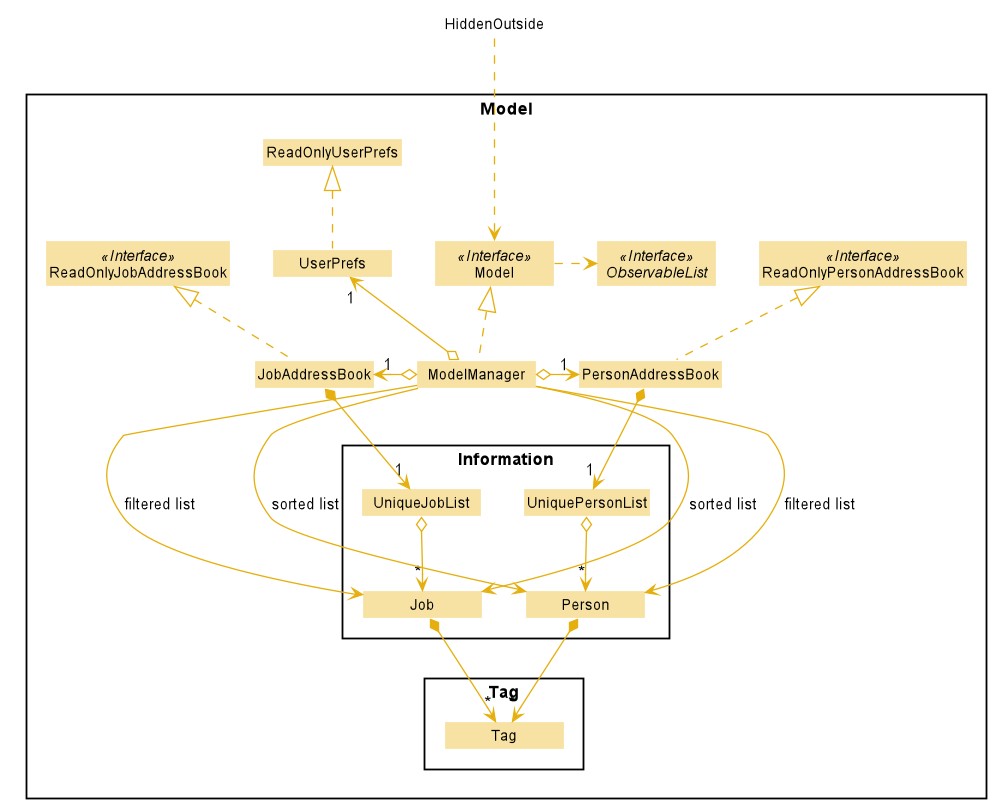 HiddenOutside
Model
ReadOnlyUserPrefs
«Interface»
ReadOnlyJobAddressBook
UserPrefs
«Interface»
Model
«Interface»
ObservableList
«Interface»
ReadOnlyPersonAddressBook
1
JobAddressBook
1
ModelManager
1
PersonAddressBook
Information
1
1
UniqueJobList
UniquePersonList
filtered list
sorted list
sorted list
filtered list
*
*
Job
Person
Tag
*
*
Tag